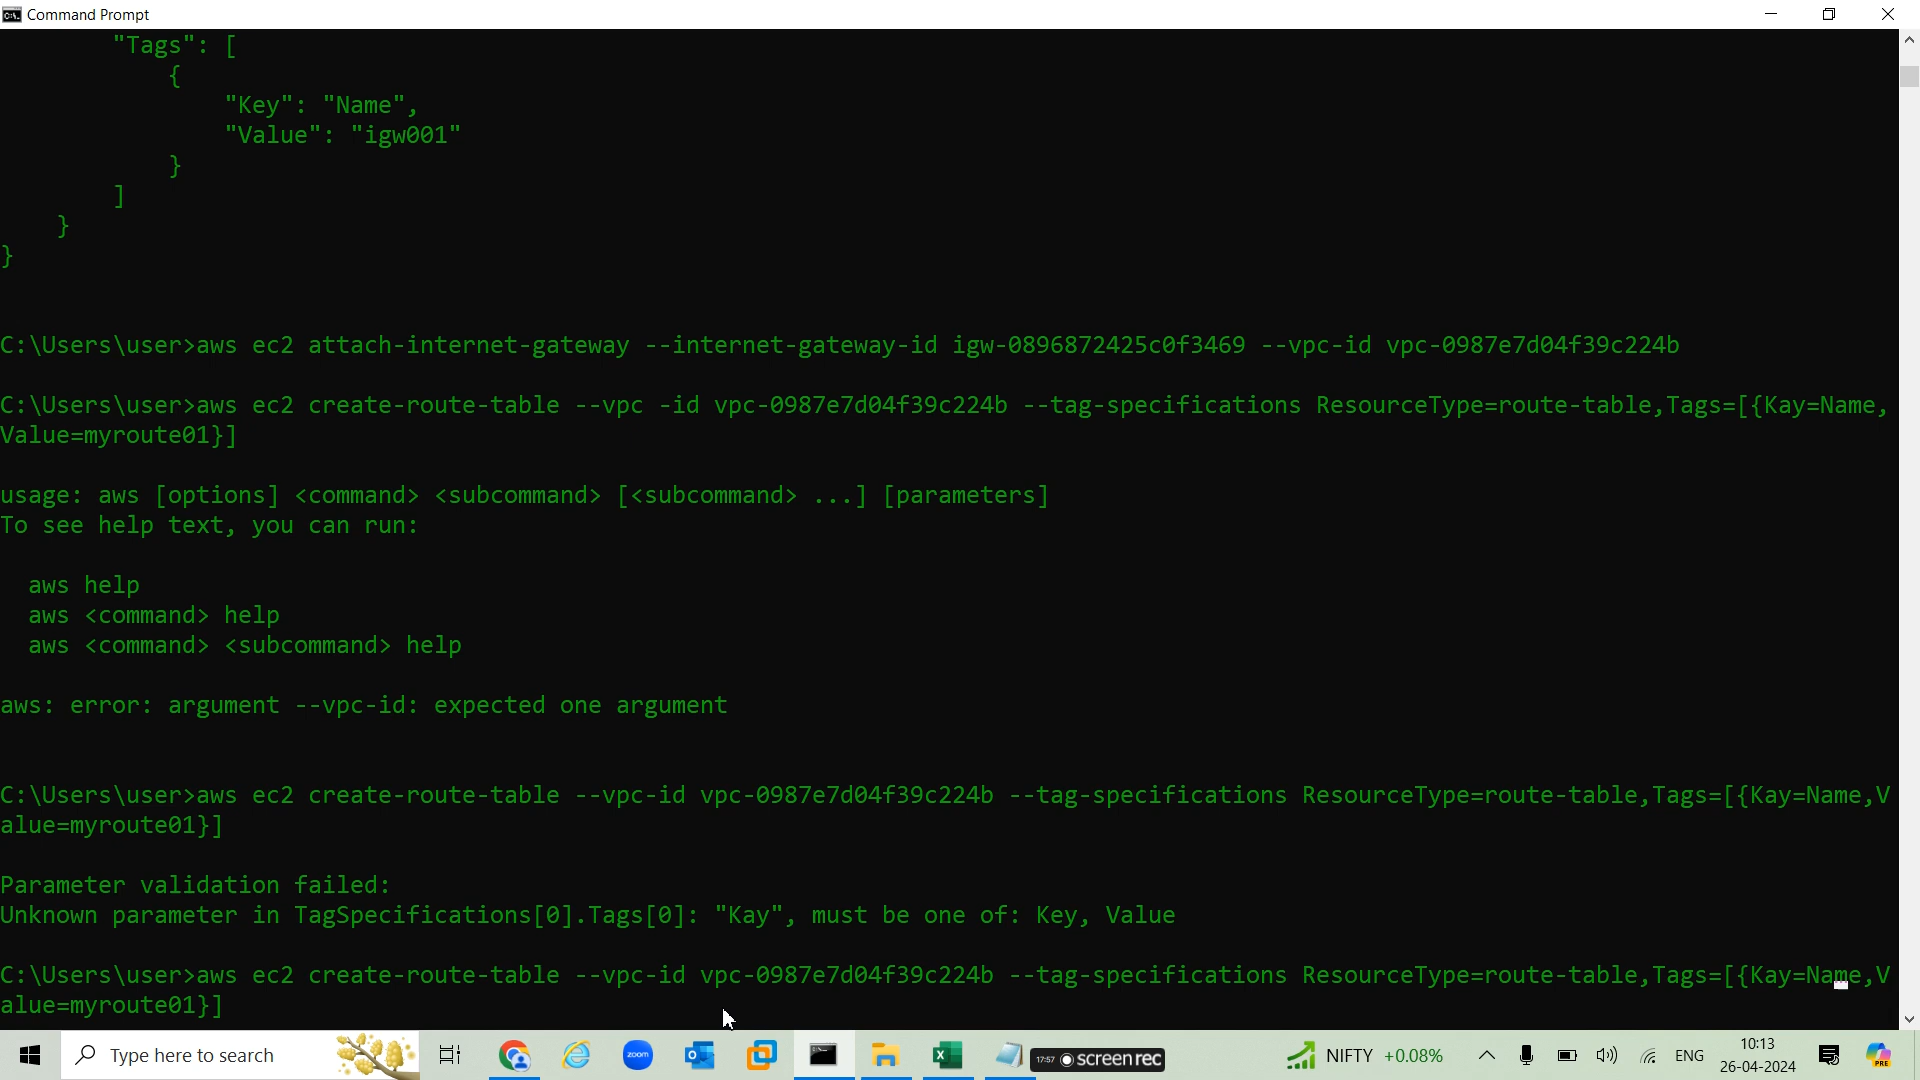 Command Prompt
"Tags": [
{
"Key": "Name",
"Value": "igw001"
}
]
}
}
C:\Users\user>aws ec2 attach-internet-gateway --internet-gateway-id igw-0896872425c0f3469 --vpc-id vpc-0987e7d04f39c224b
C:\Users\user>aws ec2 create-route-table --vpc -id vpc-0987e7d04f39c224b --tag-specifications ResourceType=route-table,Tags=[{Kay=Name,
Value=myroute01}]
usage: aws [options] <command> <subcommand> [<subcommand> ...] [parameters]
To see help text, you can run:
aws help
aws <command> help
aws <command> <subcommand> help
aws: error: argument --vpc-id: expected one argument
C:\Users\user>aws ec2 create-route-table --vpc-id vpc-0987e7d04f39c224b --tag-specifications ResourceType=route-table,Tags=[{Kay=Name,V
alue=myroute01}]
Parameter validation failed:
Unknown parameter in TagSpecifications[0].Tags[0]: "Kay", must be one of: Key, Value
C:\Users\user>aws ec2 create-route-table --vpc-id vpc-0987e7d04f39c224b --tag-specifications ResourceType=route-table,Tags=[{Kay=Name,V
alue=myroute01}]
Type here to search
zoom
17:57 screenrec
NIFTY +0.08%
ENG
10:13
26-04-2024
PRE